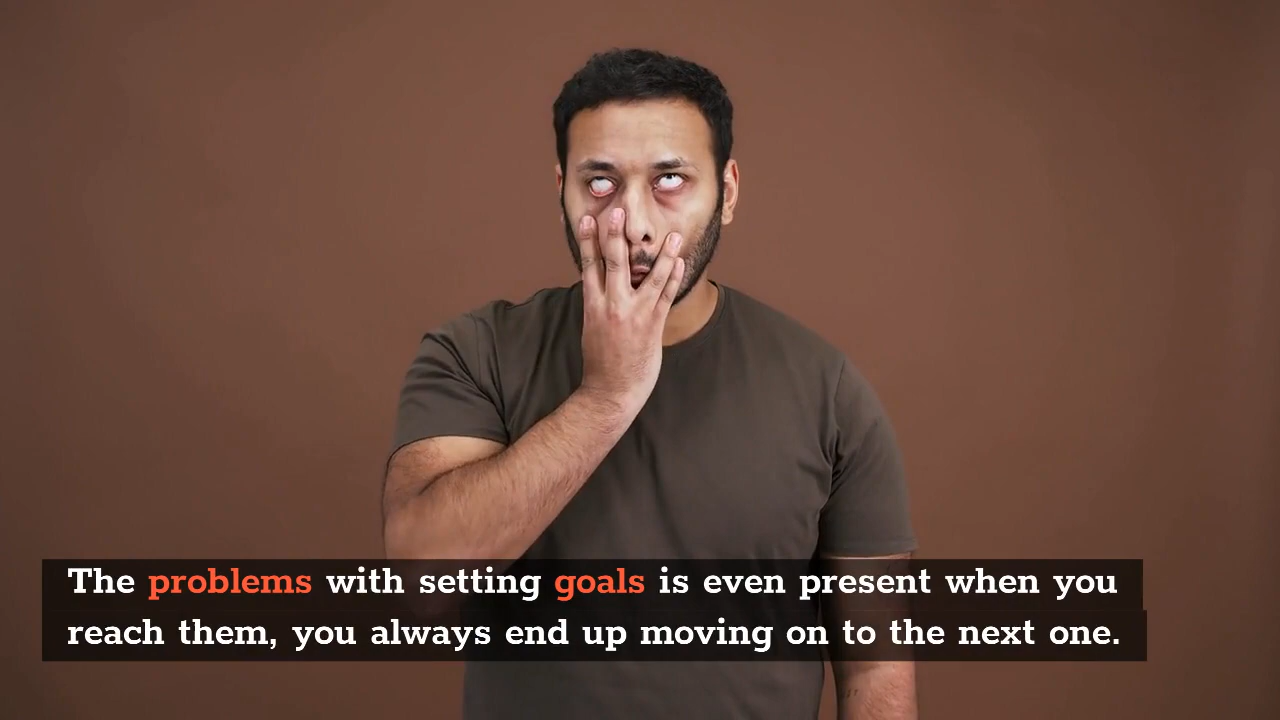 The problems with setting goals is even present when you
reach them, you always end up moving on to the next one.